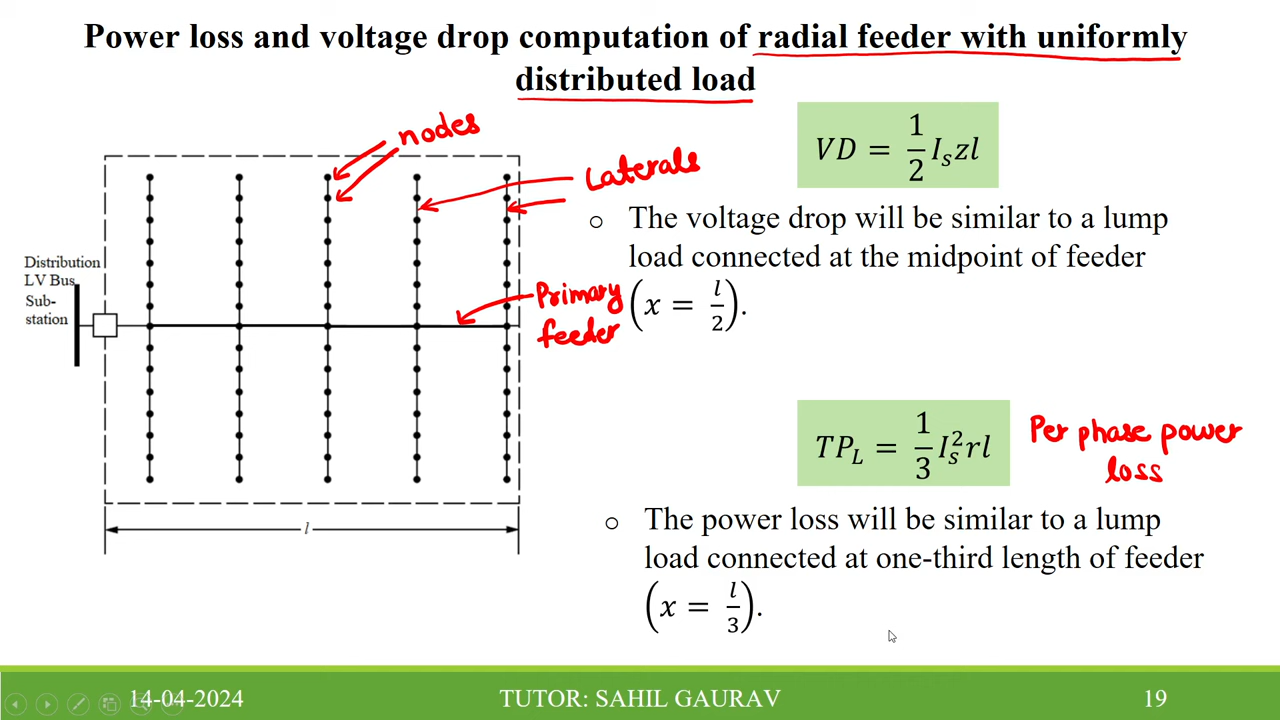 Power loss and voltage drop computation of radial feeder with uniformly
distributed load
nodes
Laterals
Distribution
LV Bus
Sub-
station
Primary
feeder
l
VD = 1/2 Iₛzl
○ The voltage drop will be similar to a lump
load connected at the midpoint of feeder
(x = l/2).
TP_L = 1/3 Iₛ²rl
Per phase power
loss
○ The power loss will be similar to a lump
load connected at one-third length of feeder
(x = l/3).
14-04-2024
TUTOR: SAHIL GAURAV
19